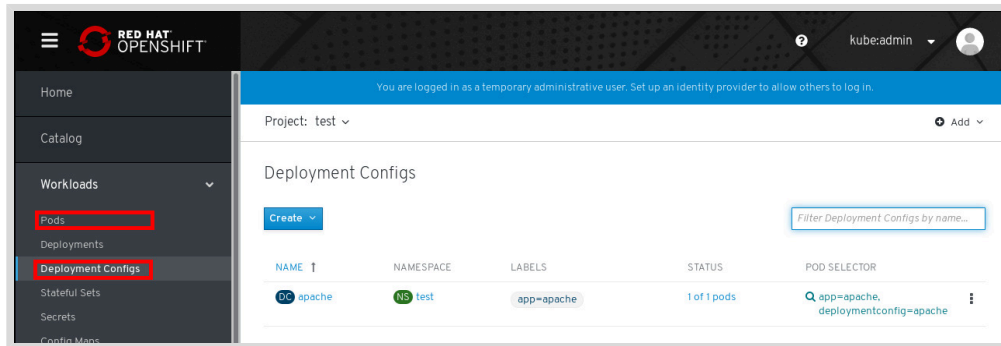 RED HAT
OPENSHIFT
kube:admin
Home
You are logged in as a temporary administrative user. Set up an identity provider to allow others to log in.
Project: test
Add
Catalog
Deployment Configs
Workloads
Pods
Create
Filter Deployment Configs by name...
Deployments
Deployment Configs
NAME NAMESPACE LABELS STATUS POD SELECTOR
Stateful Sets
DC apache NS test app=apache 1 of 1 pods app=apache,
deploymentconfig=apache
Secrets
Config Maps